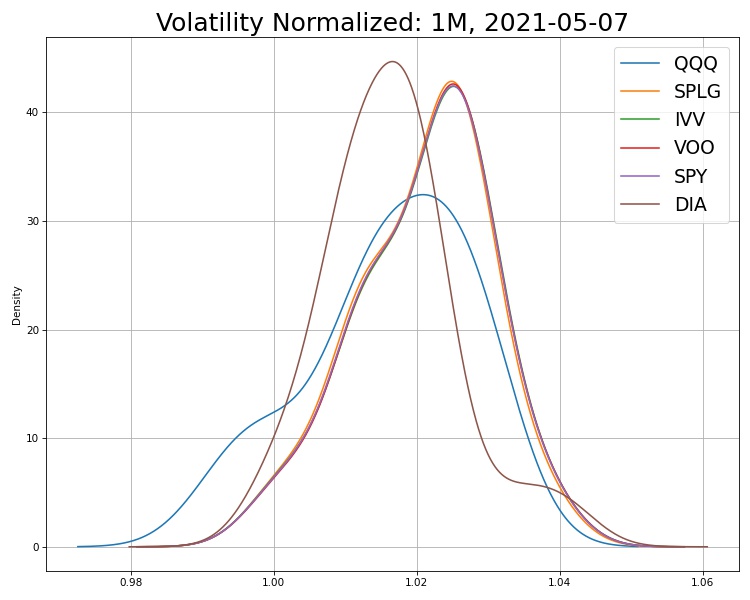 Volatility Normalized: 1M, 2021-05-07
QQQ
SPLG
IVV
VOO
SPY
DIA
Density
40
30
20
10
0
0.98
1.00
1.02
1.04
1.06